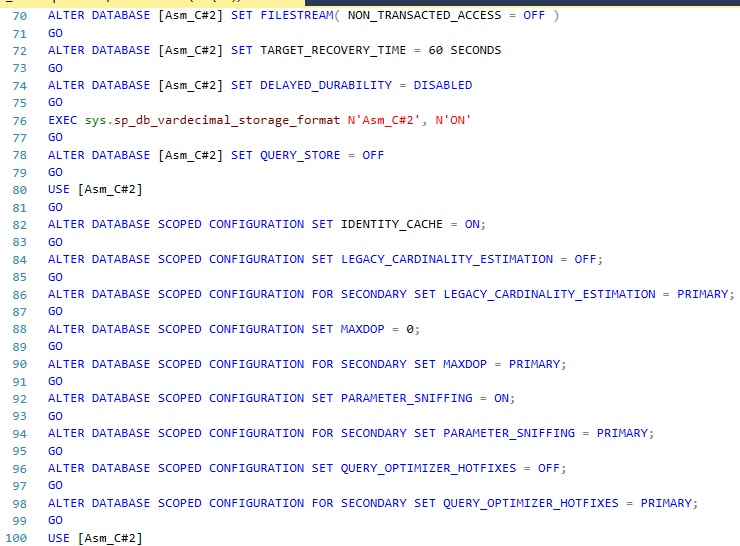 70 ALTER DATABASE [Asm_C#2] SET FILESTREAM( NON_TRANSACTED_ACCESS = OFF )
71 GO
72 ALTER DATABASE [Asm_C#2] SET TARGET_RECOVERY_TIME = 60 SECONDS
73 GO
74 ALTER DATABASE [Asm_C#2] SET DELAYED_DURABILITY = DISABLED
75 GO
76 EXEC sys.sp_db_vardecimal_storage_format N'Asm_C#2', N'ON'
77 GO
78 ALTER DATABASE [Asm_C#2] SET QUERY_STORE = OFF
79 GO
80 USE [Asm_C#2]
81 GO
82 ALTER DATABASE SCOPED CONFIGURATION SET IDENTITY_CACHE = ON;
83 GO
84 ALTER DATABASE SCOPED CONFIGURATION SET LEGACY_CARDINALITY_ESTIMATION = OFF;
85 GO
86 ALTER DATABASE SCOPED CONFIGURATION FOR SECONDARY SET LEGACY_CARDINALITY_ESTIMATION = PRIMARY;
87 GO
88 ALTER DATABASE SCOPED CONFIGURATION SET MAXDOP = 0;
89 GO
90 ALTER DATABASE SCOPED CONFIGURATION FOR SECONDARY SET MAXDOP = PRIMARY;
91 GO
92 ALTER DATABASE SCOPED CONFIGURATION SET PARAMETER_SNIFFING = ON;
93 GO
94 ALTER DATABASE SCOPED CONFIGURATION FOR SECONDARY SET PARAMETER_SNIFFING = PRIMARY;
95 GO
96 ALTER DATABASE SCOPED CONFIGURATION SET QUERY_OPTIMIZER_HOTFIXES = OFF;
97 GO
98 ALTER DATABASE SCOPED CONFIGURATION FOR SECONDARY SET QUERY_OPTIMIZER_HOTFIXES = PRIMARY;
99 GO
100 USE [Asm_C#2]